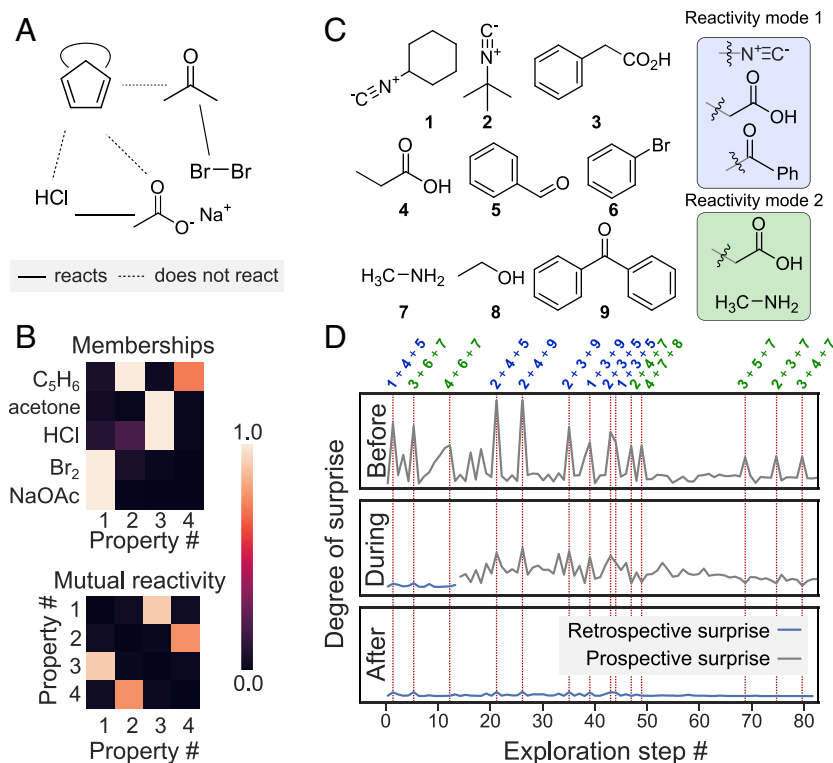 A
O
Br—Br
HCl
O
O- Na+
reacts
does not react
B
Memberships
C5H6
acetone
HCl
Br2
NaOAc
1 2 3 4
Property #
1.0
0.0
Mutual reactivity
Property #
1
2
3
4
1 2 3 4
Property #
C
-C≡N+
1
C-
N+
2
CO2H
3
O
OH
4
O
5
Br
6
H3C—NH2
7
OH
8
O
9
Reactivity mode 1
N+≡C-
O
OH
O
Ph
Reactivity mode 2
O
OH
H3C—NH2
D
1 + 4 + 5
3 + 6 + 7
4 + 6 + 7
2 + 4 + 5
2 + 4 + 9
2 + 3 + 9
1 + 3 + 9
2 + 3 + 5
1 + 3 + 5
2 + 4 + 7
4 + 7 + 8
3 + 5 + 7
2 + 3 + 7
3 + 4 + 7
Degree of surprise
Before
During
After
Retrospective surprise
Prospective surprise
0 10 20 30 40 50 60 70 80
Exploration step #